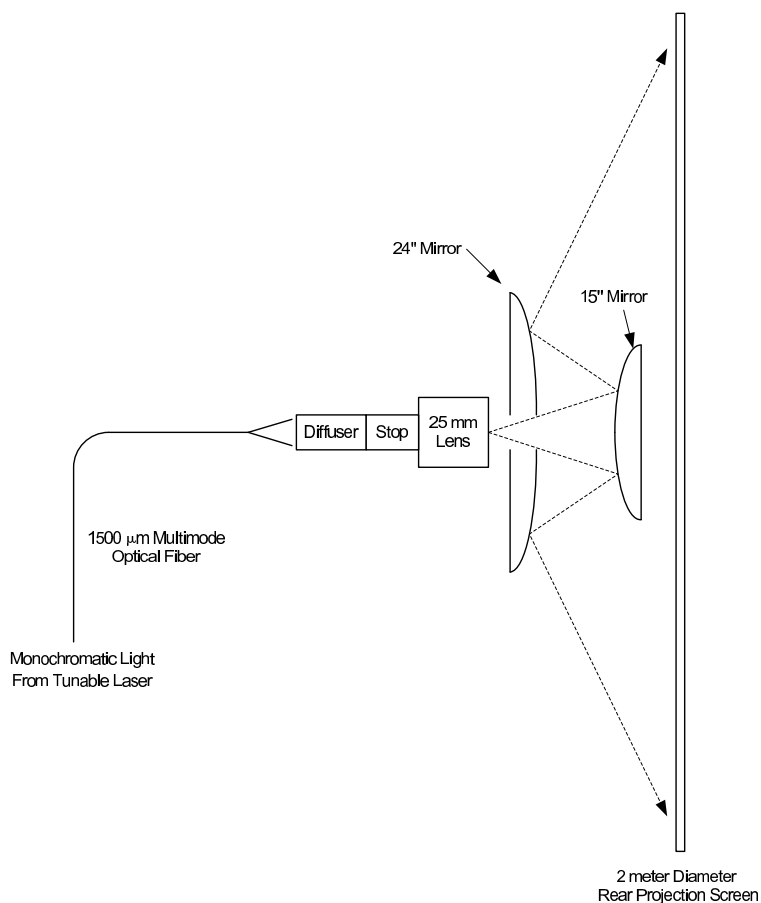 24" Mirror
15" Mirror
Diffuser
Stop
25 mm
Lens
1500 μm Multimode
Optical Fiber
Monochromatic Light
From Tunable Laser
2 meter Diameter
Rear Projection Screen